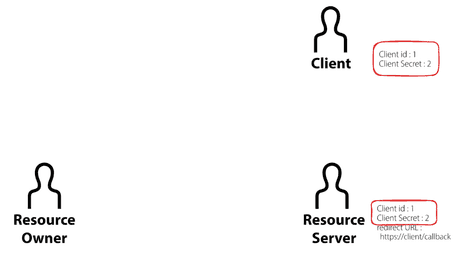 Client
Client id : 1
Client Secret : 2
Resource
Owner
Resource
Server
Client id : 1
Client Secret : 2
redirect URL :
https://client/callback